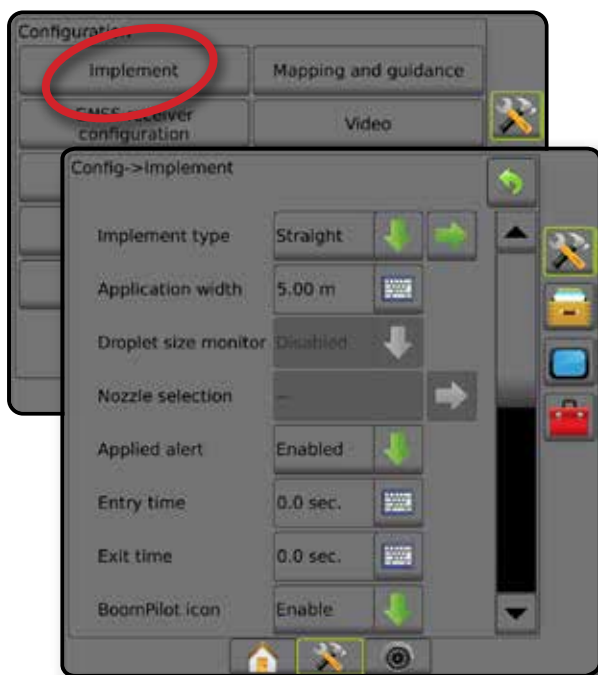 Configuration
Implement
Mapping and guidance
GNSS receiver
configuration
Video
Config->Implement
Implement type
Straight
Application width
5.00 m
Droplet size monitor
Disabled
Nozzle selection
--
Applied alert
Enabled
Entry time
0.0 sec.
Exit time
0.0 sec.
BoomPilot icon
Enable